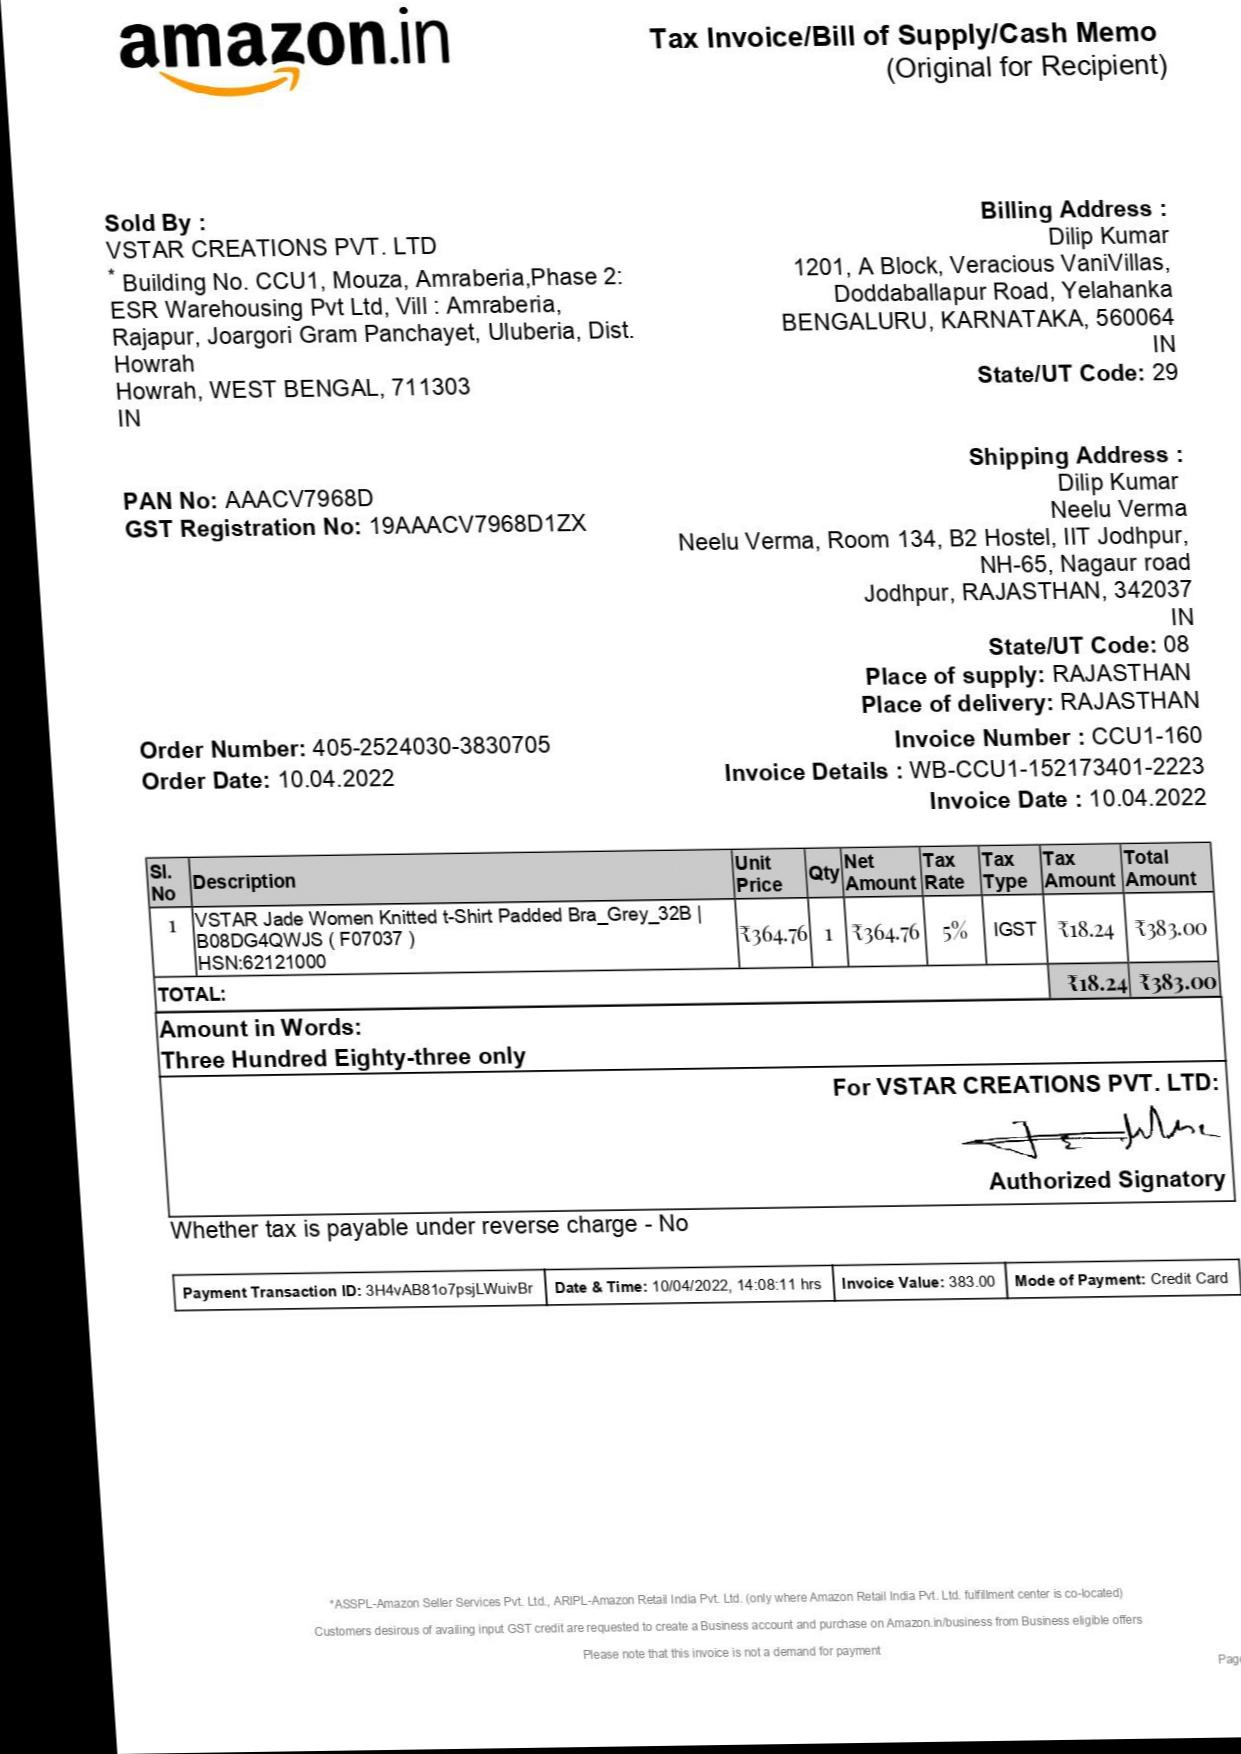 amazon.in
Tax Invoice/Bill of Supply/Cash Memo
(Original for Recipient)
Sold By :
VSTAR CREATIONS PVT. LTD
* Building No. CCU1, Mouza, Amraberia,Phase 2:
ESR Warehousing Pvt Ltd, Vill : Amraberia,
Rajapur, Joargori Gram Panchayet, Uluberia, Dist.
Howrah
Howrah, WEST BENGAL, 711303
IN
Billing Address :
Dilip Kumar
1201, A Block, Veracious VaniVillas,
Doddaballapur Road, Yelahanka
BENGALURU, KARNATAKA, 560064
IN
State/UT Code: 29
PAN No: AAACV7968D
GST Registration No: 19AAACV7968D1ZX
Shipping Address :
Dilip Kumar
Neelu Verma
Neelu Verma, Room 134, B2 Hostel, IIT Jodhpur,
NH-65, Nagaur road
Jodhpur, RAJASTHAN, 342037
IN
State/UT Code: 08
Place of supply: RAJASTHAN
Place of delivery: RAJASTHAN
Order Number: 405-2524030-3830705
Order Date: 10.04.2022
Invoice Number : CCU1-160
Invoice Details : WB-CCU1-152173401-2223
Invoice Date : 10.04.2022
Sl. No Description Unit Price Qty Net Amount Tax Rate Tax Type Tax Amount Total Amount
1 VSTAR Jade Women Knitted t-Shirt Padded Bra_Grey_32B | ₹364.76 1 ₹364.76 5% IGST ₹18.24 ₹383.00
B08DG4QWJS ( F07037 )
HSN:62121000
TOTAL: ₹18.24 ₹383.00
Amount in Words:
Three Hundred Eighty-three only
For VSTAR CREATIONS PVT. LTD:
Authorized Signatory
Whether tax is payable under reverse charge - No
Payment Transaction ID: 3H4vAB81o7psjLWuivBr Date & Time: 10/04/2022, 14:08:11 hrs Invoice Value: 383.00 Mode of Payment: Credit Card
*ASSPL-Amazon Seller Services Pvt. Ltd., ARIPL-Amazon Retail India Pvt. Ltd. (only where Amazon Retail India Pvt. Ltd. fulfillment center is co-located)
Customers desirous of availing input GST credit are requested to create a Business account and purchase on Amazon.in/business from Business eligible offers
Please note that this invoice is not a demand for payment
Page